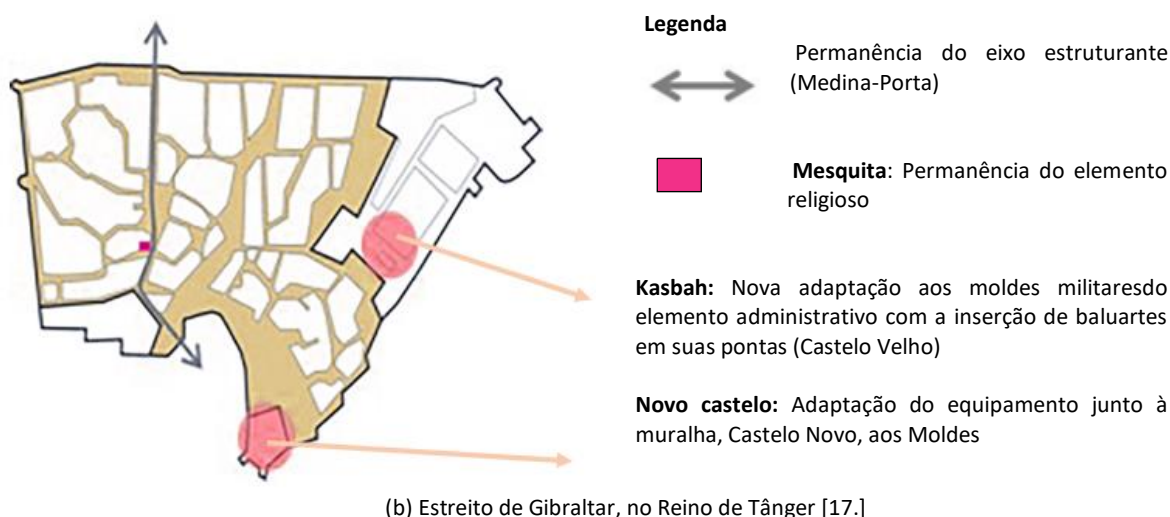 Legenda
Permanência do eixo estruturante
(Medina-Porta)
Mesquita: Permanência do elemento
religioso
Kasbah: Nova adaptação aos moldes militaresdo
elemento administrativo com a inserção de baluartes
em suas pontas (Castelo Velho)
Novo castelo: Adaptação do equipamento junto à
muralha, Castelo Novo, aos Moldes
(b) Estreito de Gibraltar, no Reino de Tânger [17.]